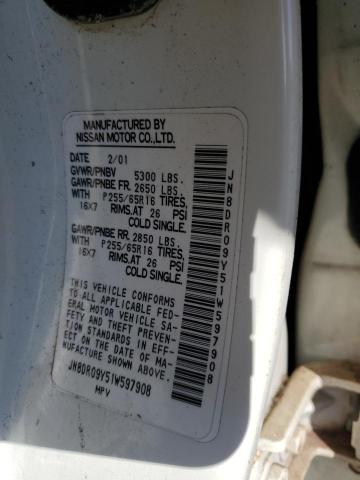 MANUFACTURED BY
NISSAN MOTOR CO.,LTD.
DATE 2/01
GVWR/PNBV 5300 LBS.
GAWR/PNBE FR. 2650 LBS.
WITH P255/65R16 TIRES,
16X7 RIMS.AT 26 PSI
COLD SINGLE.
GAWR/PNBE RR. 2850 LBS.
WITH P255/65R16 TIRES,
16X7 RIMS.AT 26 PSI
COLD SINGLE.
THIS VEHICLE CONFORMS
TO ALL APPLICABLE FED-
ERAL MOTOR VEHICLE SA-
FETY AND THEFT PREVEN-
TION STANDARDS IN EFF-
ECT ON THE DATE OF MA-
NUFACTURE SHOWN ABOVE.
JN8DR09Y51W597908
MPV
JN8DR09Y51W597908